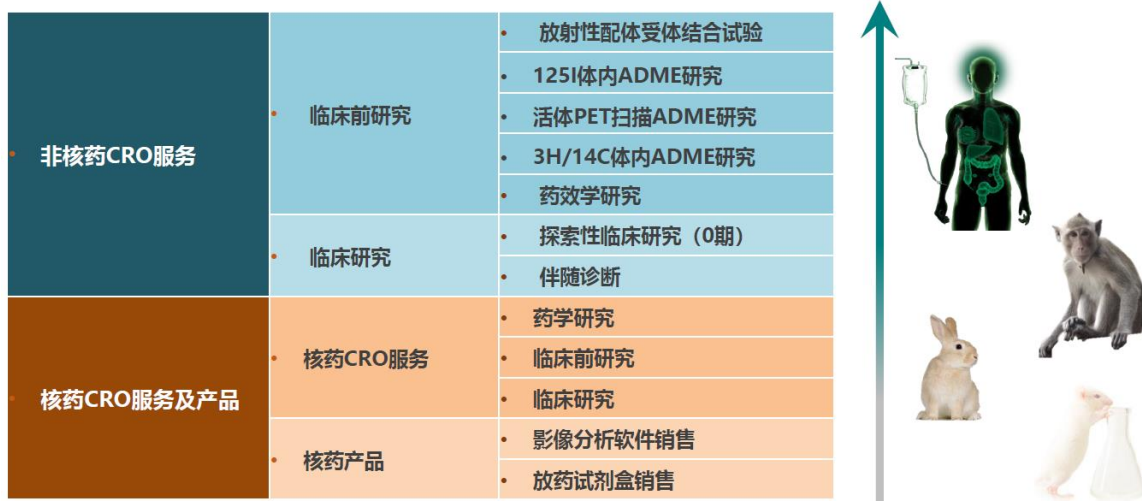 非核药CRO服务
临床前研究
放射性配体受体结合试验
125I体内ADME研究
活体PET扫描ADME研究
3H/14C体内ADME研究
药效学研究
临床研究
探索性临床研究（0期）
伴随诊断
核药CRO服务及产品
核药CRO服务
药学研究
临床前研究
临床研究
核药产品
影像分析软件销售
放药试剂盒销售